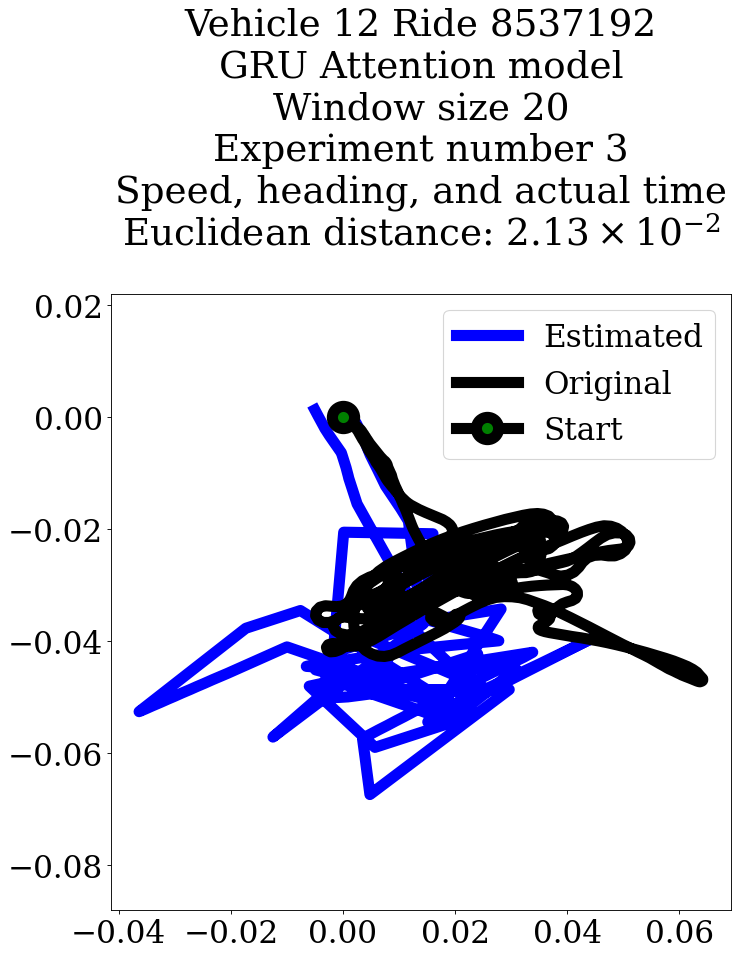 Vehicle 12 Ride 8537192
GRU Attention model
Window size 20
Experiment number 3
Speed, heading, and actual time
Euclidean distance: 2.13 × 10⁻²
Estimated
Original
Start
0.02
0.00
−0.02
−0.04
−0.06
−0.08
−0.04 −0.02 0.00 0.02 0.04 0.06